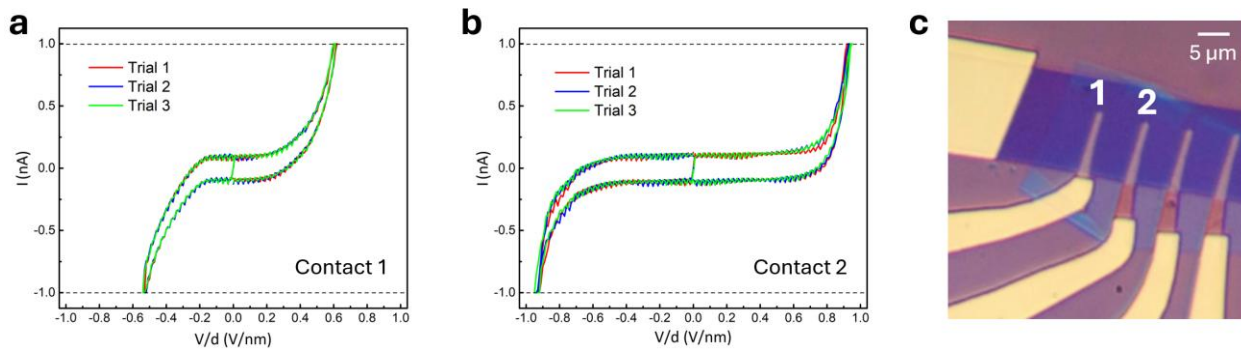 a
1.0
0.5
0.0
-0.5
-1.0
I (nA)
Trial 1
Trial 2
Trial 3
Contact 1
-1.0 -0.8 -0.6 -0.4 -0.2 0.0 0.2 0.4 0.6 0.8 1.0
V/d (V/nm)
b
1.0
0.5
0.0
-0.5
-1.0
I (nA)
Trial 1
Trial 2
Trial 3
Contact 2
-1.0 -0.8 -0.6 -0.4 -0.2 0.0 0.2 0.4 0.6 0.8 1.0
V/d (V/nm)
c
5 μm
1 2